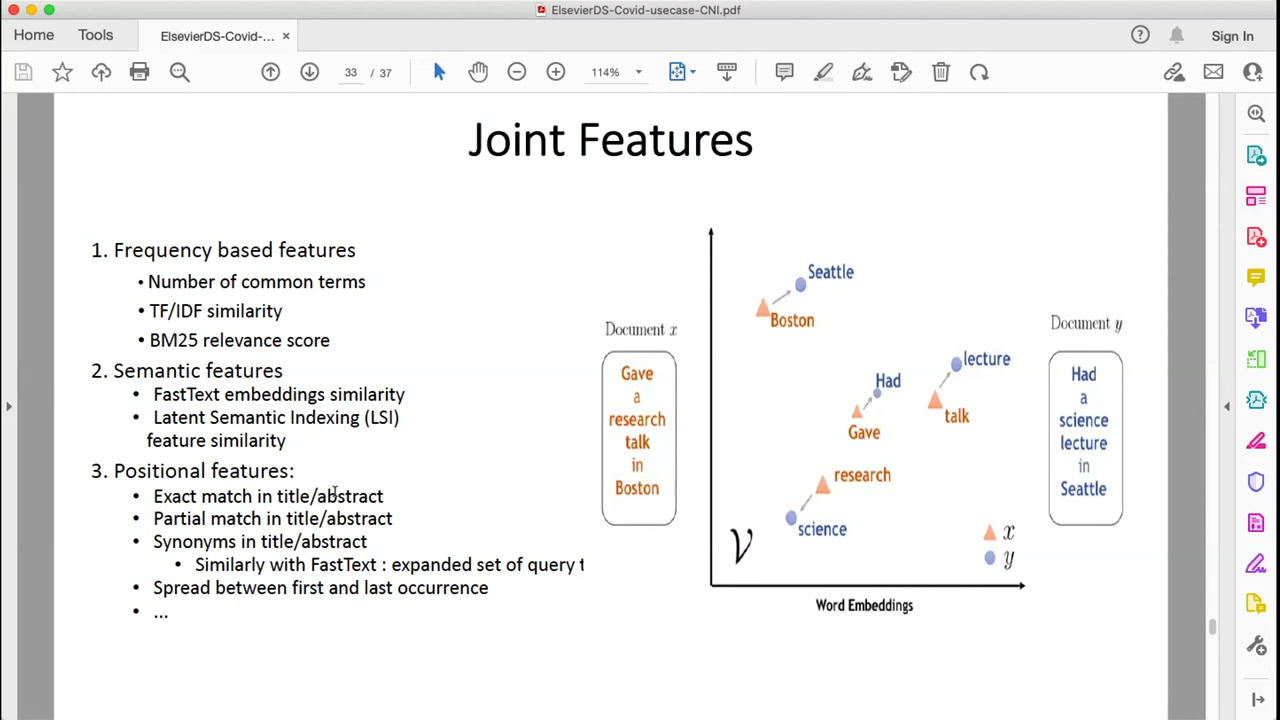 ElsevierDS-Covid-usecase-CNI.pdf
Home
Tools
ElsevierDS-Covid-...
Sign In
33 / 37
114%
Joint Features
1. Frequency based features
• Number of common terms
• TF/IDF similarity
• BM25 relevance score
2. Semantic features
• FastText embeddings similarity
• Latent Semantic Indexing (LSI)
feature similarity
3. Positional features:
• Exact match in title/abstract
• Partial match in title/abstract
• Synonyms in title/abstract
• Similarly with FastText : expanded set of query t
• Spread between first and last occurrence
• ...
Document x
Gave
a
research
talk
in
Boston
Seattle
Boston
lecture
Had
talk
Gave
research
science
𝒱
x
y
Word Embeddings
Document y
Had
a
science
lecture
in
Seattle